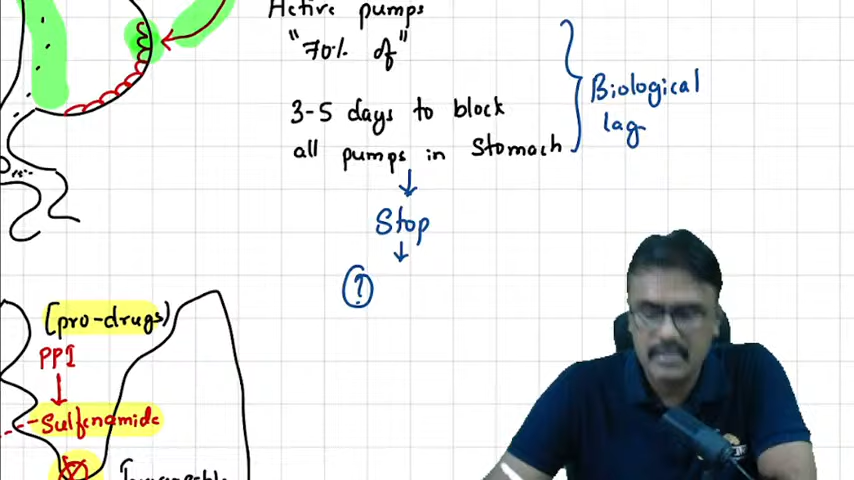 Active pumps
"70% of"
3-5 days to block
all pumps in stomach
Biological
lag
Stop
(pro-drugs)
PPI
Sulfenamide